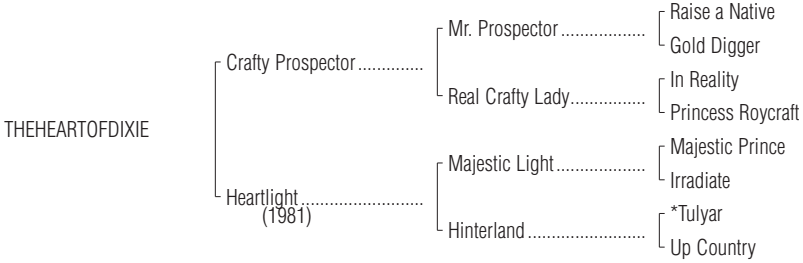 Raise a Native
Mr. Prospector ...................
Gold Digger
Crafty Prospector ..............
In Reality
Real Crafty Lady ................
Princess Roycraft
THEHEARTOFDIXIE
Majestic Prince
Majestic Light ...................
Irradiate
Heartlight ..........................
(1981)
*Tulyar
Hinterland .........................
Up Country